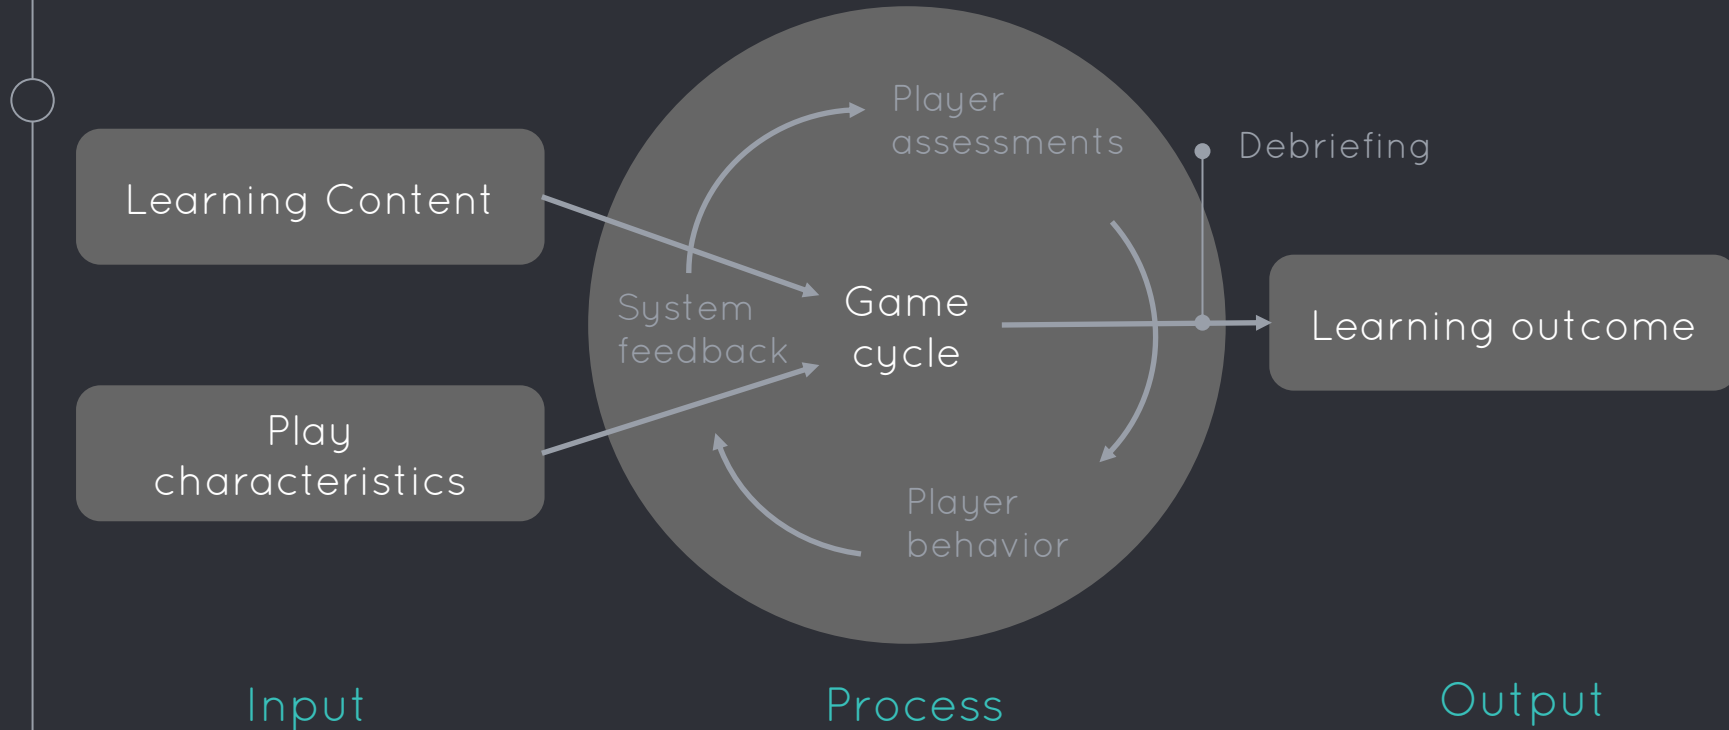 Learning Content
Play
characteristics
Player
assessments
System
feedback
Game
cycle
Player
behavior
Debriefing
Learning outcome
Input
Process
Output